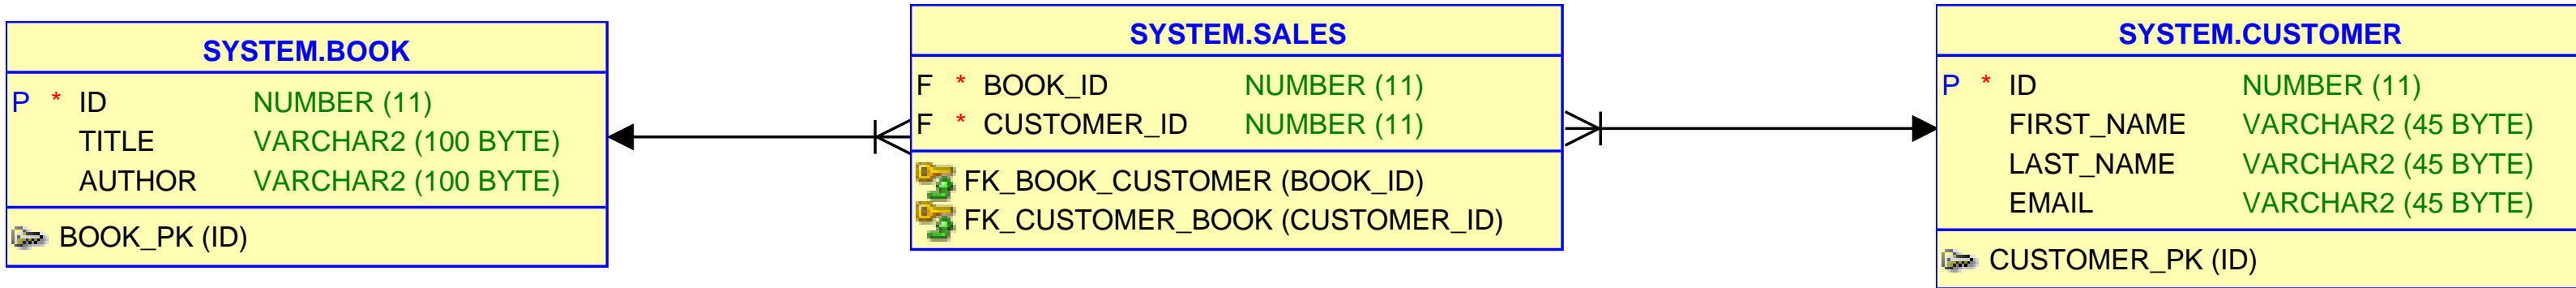 SYSTEM.BOOK
P * ID NUMBER (11)
TITLE VARCHAR2 (100 BYTE)
AUTHOR VARCHAR2 (100 BYTE)
BOOK_PK (ID)
SYSTEM.SALES
F * BOOK_ID NUMBER (11)
F * CUSTOMER_ID NUMBER (11)
FK_BOOK_CUSTOMER (BOOK_ID)
FK_CUSTOMER_BOOK (CUSTOMER_ID)
SYSTEM.CUSTOMER
P * ID NUMBER (11)
FIRST_NAME VARCHAR2 (45 BYTE)
LAST_NAME VARCHAR2 (45 BYTE)
EMAIL VARCHAR2 (45 BYTE)
CUSTOMER_PK (ID)